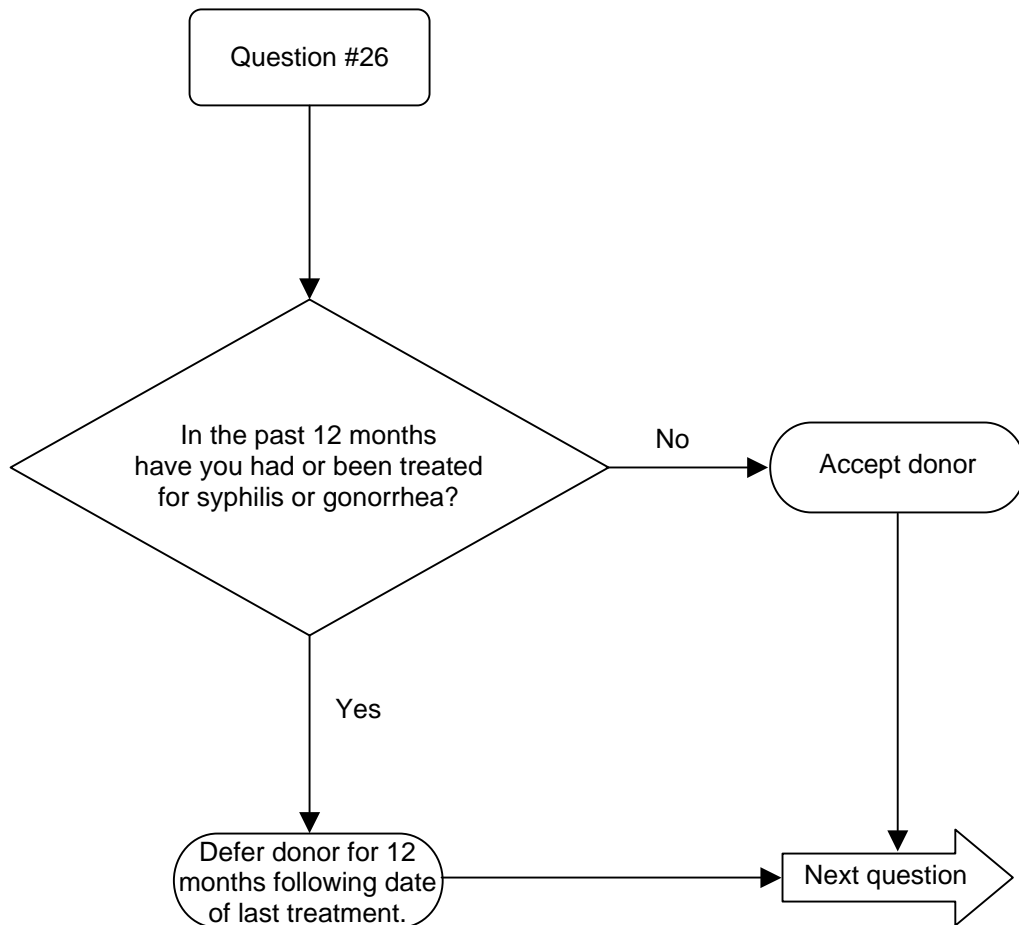 Question #26
In the past 12 months
have you had or been treated
for syphilis or gonorrhea?
No
Accept donor
Yes
Defer donor for 12
months following date
of last treatment.
Next question